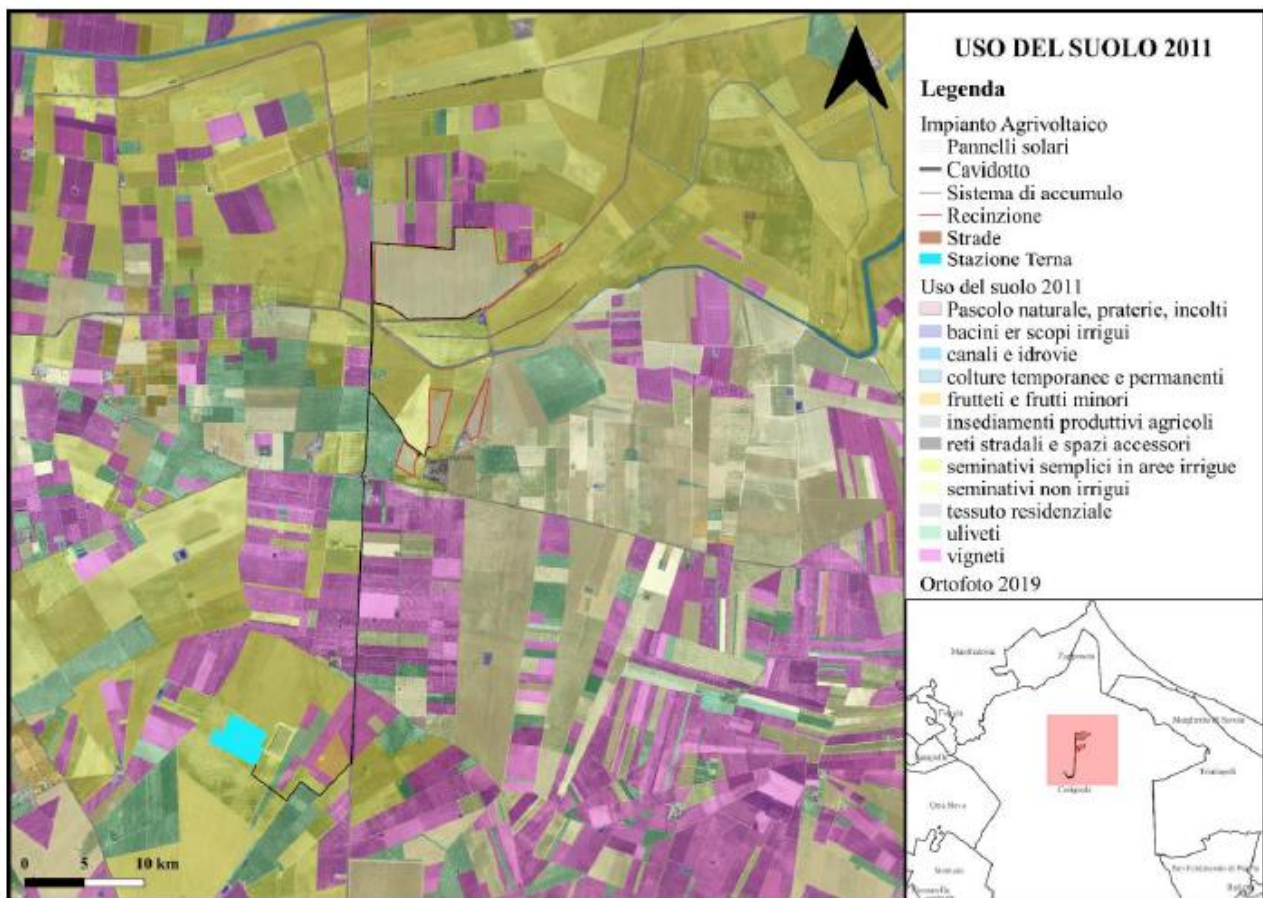 USO DEL SUOLO 2011
Legenda
Impianto Agrivoltaico
Pannelli solari
Cavidotto
Sistema di accumulo
Recinzione
Strade
Stazione Terna
Uso del suolo 2011
Pascolo naturale, praterie, incolti
bacini er scopi irrigui
canali e idrovie
colture temporanee e permanenti
frutteti e frutti minori
insediamenti produttivi agricoli
reti stradali e spazi accessori
seminativi semplici in aree irrigue
seminativi non irrigui
tessuto residenziale
uliveti
vigneti
Ortofoto 2019
Manfredonia
Zapponeta
Foggia
Margherita di Savoia
Trinitapoli
Cerignola
Orta Nova
0 5 10 km